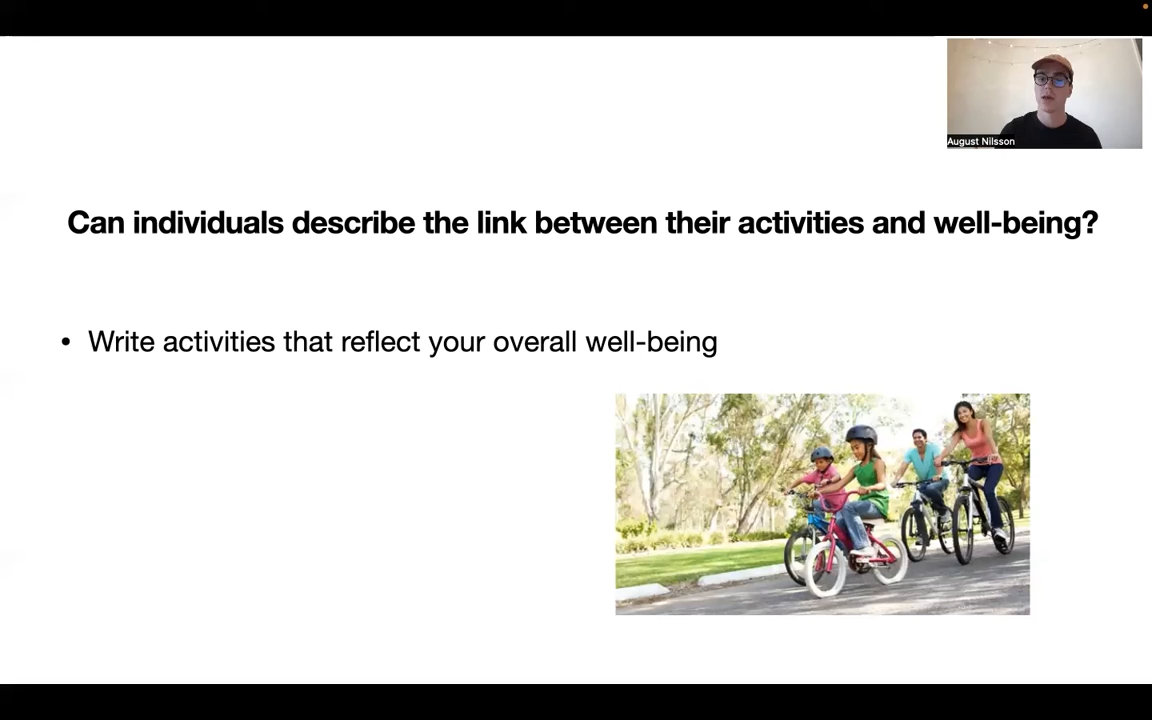 August Nilsson
Can individuals describe the link between their activities and well-being?
• Write activities that reflect your overall well-being